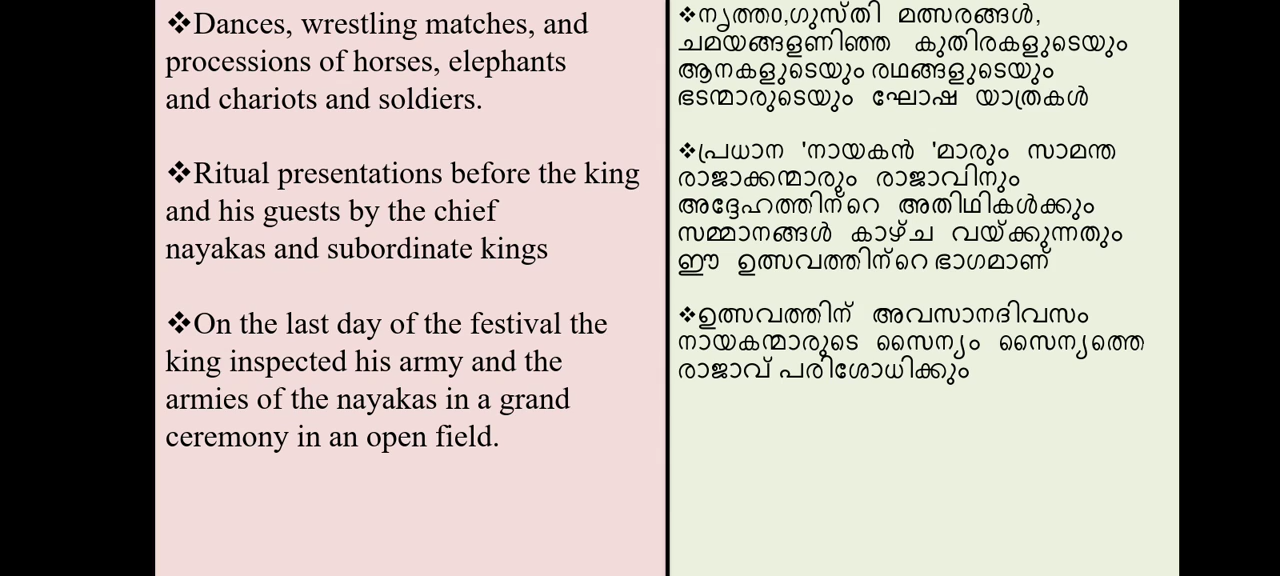 ❖Dances, wrestling matches, and
processions of horses, elephants
and chariots and soldiers.
❖Ritual presentations before the king
and his guests by the chief
nayakas and subordinate kings
❖On the last day of the festival the
king inspected his army and the
armies of the nayakas in a grand
ceremony in an open field.
❖നൃത്തo,ഗുസ്തി മത്സരങ്ങൾ,
ചമയങ്ങളണിഞ്ഞ കുതിരകളുടെയും
ആനകളുടെയും രഥങ്ങളുടെയും
ഭടന്മാരുടെയും ഘോഷ യാത്രകൾ
❖പ്രധാന 'നായകൻ 'മാരും സാമന്ത
രാജാക്കന്മാരും രാജാവിനും
അദ്ദേഹത്തിന്റെ അതിഥികൾക്കും
സമ്മാനങ്ങൾ കാഴ്ച വയ്ക്കുന്നതും
ഈ ഉത്സവത്തിന്റെ ഭാഗമാണ്
❖ഉത്സവത്തിന് അവസാനദിവസം
നായകന്മാരുടെ സൈന്യം സൈന്യത്തെ
രാജാവ് പരിശോധിക്കും